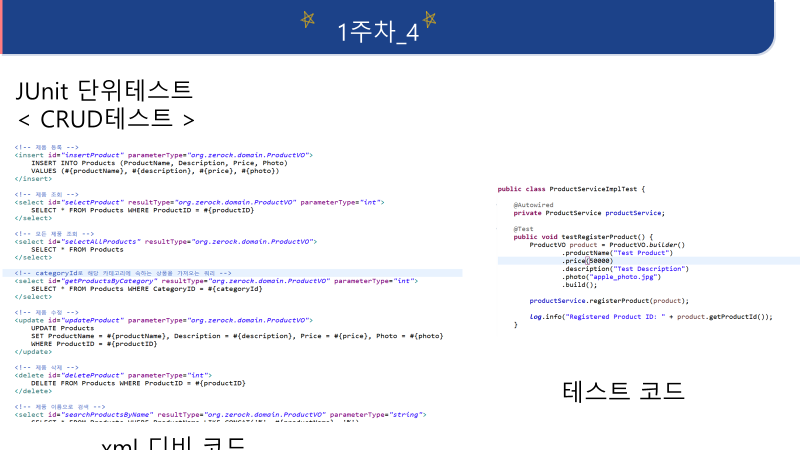 1주차_4
JUnit 단위테스트
< CRUD테스트 >
<!-- 제품 등록 -->
<insert id="insertProduct" parameterType="org.zerock.domain.ProductVO">
INSERT INTO Products (ProductName, Description, Price, Photo)
VALUES (#{productName}, #{description}, #{price}, #{photo})
</insert>
<!-- 제품 조회 -->
<select id="selectProduct" resultType="org.zerock.domain.ProductVO" parameterType="int">
SELECT * FROM Products WHERE ProductID = #{productID}
</select>
<!-- 모든 제품 조회 -->
<select id="selectAllProducts" resultType="org.zerock.domain.ProductVO">
SELECT * FROM Products
</select>
<!-- categoryId로 해당 카테고리에 속하는 상품을 가져오는 쿼리 -->
<select id="getProductsByCategory" resultType="org.zerock.domain.ProductVO" parameterType="int">
SELECT * FROM Products WHERE CategoryID = #{categoryId}
</select>
<!-- 제품 수정 -->
<update id="updateProduct" parameterType="org.zerock.domain.ProductVO">
UPDATE Products
SET ProductName = #{productName}, Description = #{description}, Price = #{price}, Photo = #{photo}
WHERE ProductID = #{productID}
</update>
<!-- 제품 삭제 -->
<delete id="deleteProduct" parameterType="int">
DELETE FROM Products WHERE ProductID = #{productID}
</delete>
<!-- 제품 이름으로 검색 -->
<select id="searchProductsByName" resultType="org.zerock.domain.ProductVO" parameterType="string">
SELECT * FROM Products WHERE ProductName LIKE CONCAT('%', #{productName}, '%')
xml 디비 코드
public class ProductServiceImplTest {
@Autowired
private ProductService productService;
@Test
public void testRegisterProduct() {
ProductVO product = ProductVO.builder()
.productName("Test Product")
.price(50000)
.description("Test Description")
.photo("apple_photo.jpg")
.build();
productService.registerProduct(product);
log.info("Registered Product ID: " + product.getProductId());
}
테스트 코드